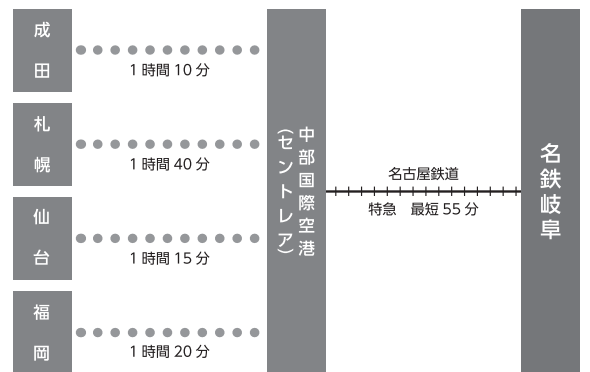 成田
1時間10分
札幌
1時間40分
仙台
1時間15分
福岡
1時間20分
中部国際空港
（セントレア）
名古屋鉄道
特急　最短55分
名鉄岐阜